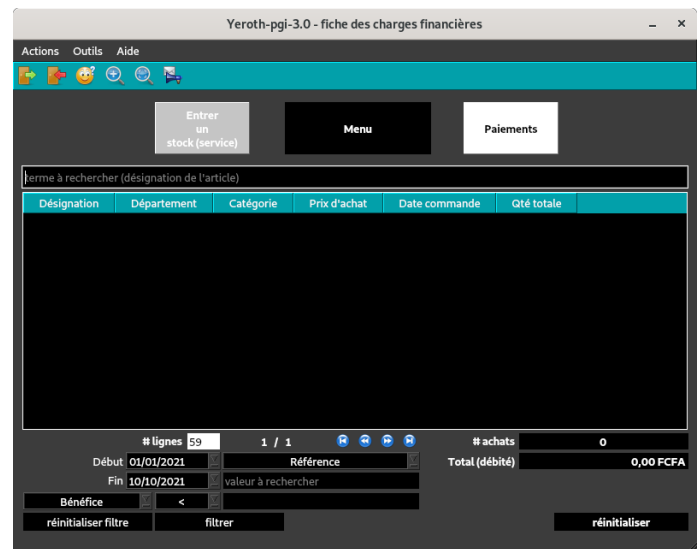 Yeroth-pgi-3.0 - fiche des charges financières
Actions Outils Aide
Entrer
un
stock (service)
Menu
Paiements
terme à rechercher (désignation de l'article)
Désignation Département Catégorie Prix d'achat Date commande Qté totale
# lignes 59 1 / 1 # achats 0
Début 01/01/2021 Référence Total (débité) 0,00 FCFA
Fin 10/10/2021 valeur à rechercher
Bénéfice <
réinitialiser filtre filtrer réinitialiser